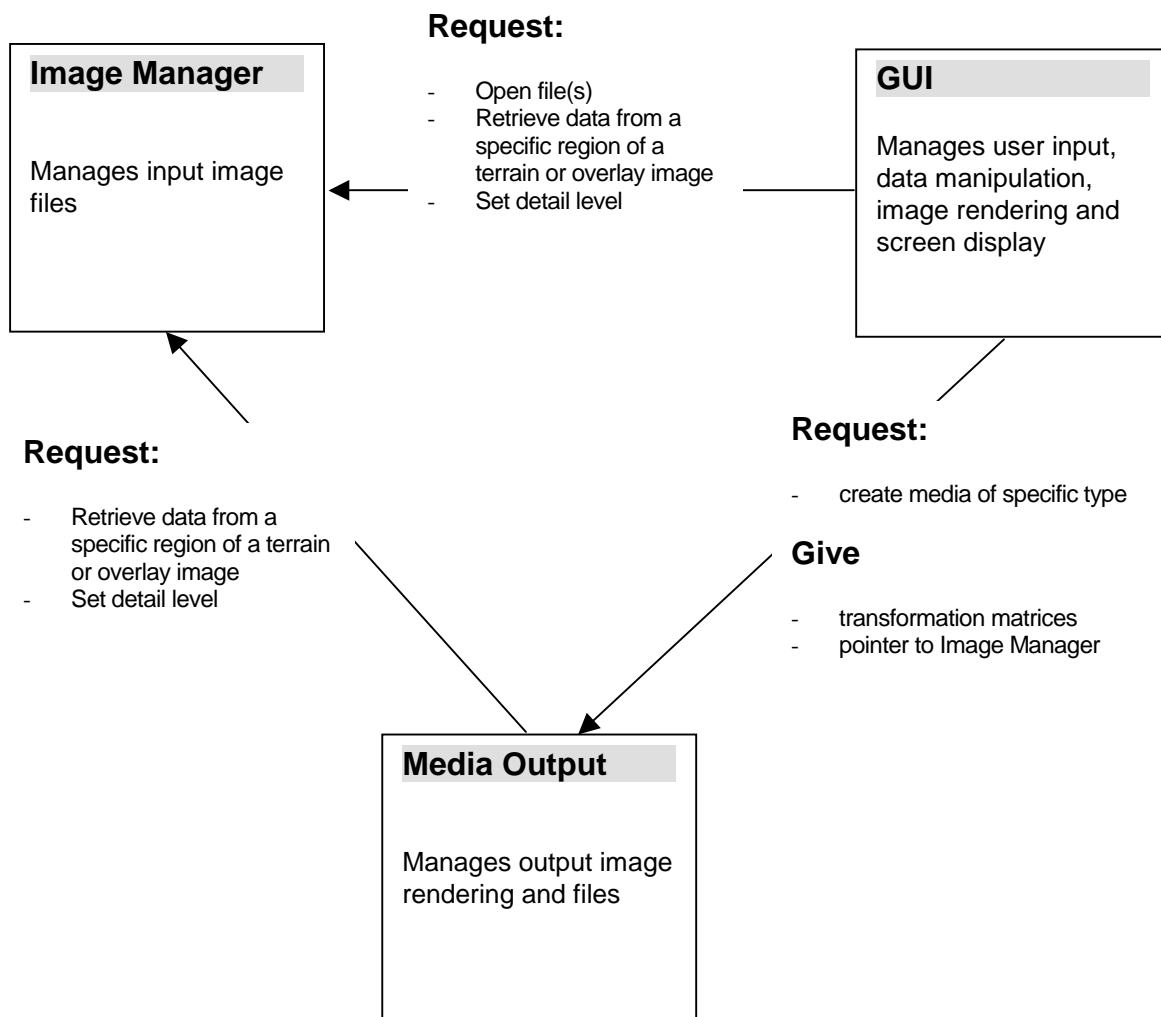 Request:
- Open file(s)
- Retrieve data from a
specific region of a
terrain or overlay image
- Set detail level
Image Manager
Manages input image
files
GUI
Manages user input,
data manipulation,
image rendering and
screen display
Request:
- Retrieve data from a
specific region of a terrain
or overlay image
- Set detail level
Request:
- create media of specific type
Give
- transformation matrices
- pointer to Image Manager
Media Output
Manages output image
rendering and files